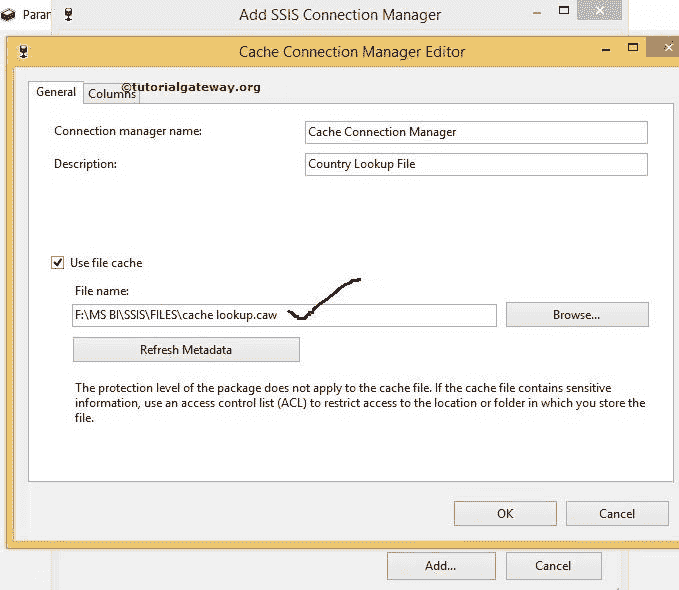 Param
Add SSIS Connection Manager
Cache Connection Manager Editor
©tutorialgateway.org
General
Columns
Connection manager name:
Cache Connection Manager
Description:
Country Lookup File
Use file cache
File name:
F:\MS BI\SSIS\FILES\cache lookup.caw
Browse...
Refresh Metadata
The protection level of the package does not apply to the cache file. If the cache file contains sensitive
information, use an access control list (ACL) to restrict access to the location or folder in which you store the
file.
OK
Cancel
Add...
Cancel